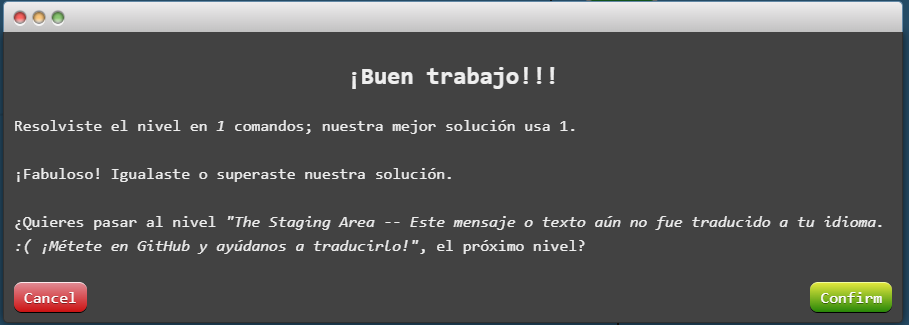 ¡Buen trabajo!!!
Resolviste el nivel en 1 comandos; nuestra mejor solución usa 1.
¡Fabuloso! Igualaste o superaste nuestra solución.
¿Quieres pasar al nivel "The Staging Area -- Este mensaje o texto aún no fue traducido a tu idioma.
:( ¡Métete en GitHub y ayúdanos a traducirlo!", el próximo nivel?
Cancel Confirm